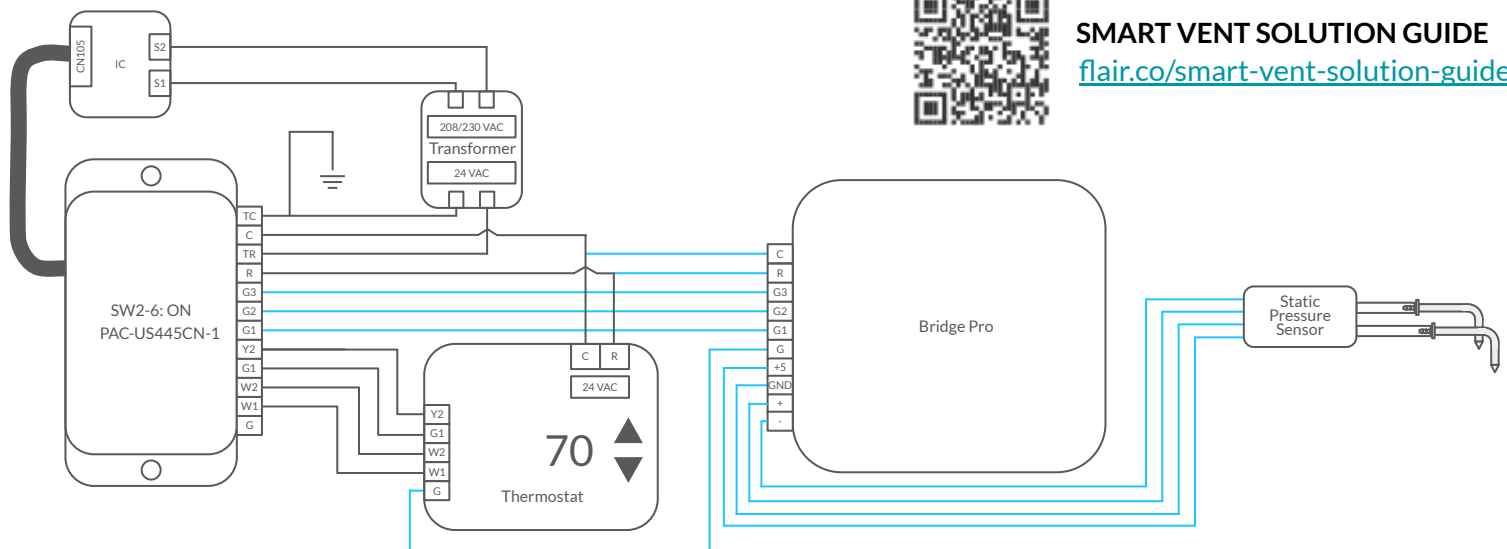 SMART VENT SOLUTION GUIDE
flair.co/smart-vent-solution-guide
CN105
IC
S2
S1
208/230 VAC
Transformer
24 VAC
SW2-6: ON
PAC-US445CN-1
TC
C
TR
R
G3
G2
G1
Y2
G1
W2
W1
G
C
R
24 VAC
Y2
G1
W2
W1
G
70
Thermostat
C
R
G3
G2
G1
G
+5
GND
+
-
Bridge Pro
Static
Pressure
Sensor